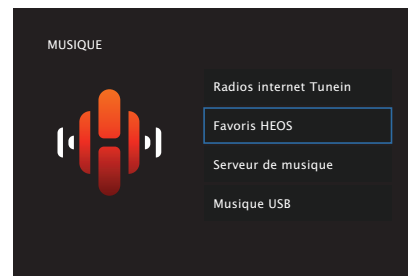 MUSIQUE
Radios internet Tunein
Favoris HEOS
Serveur de musique
Musique USB